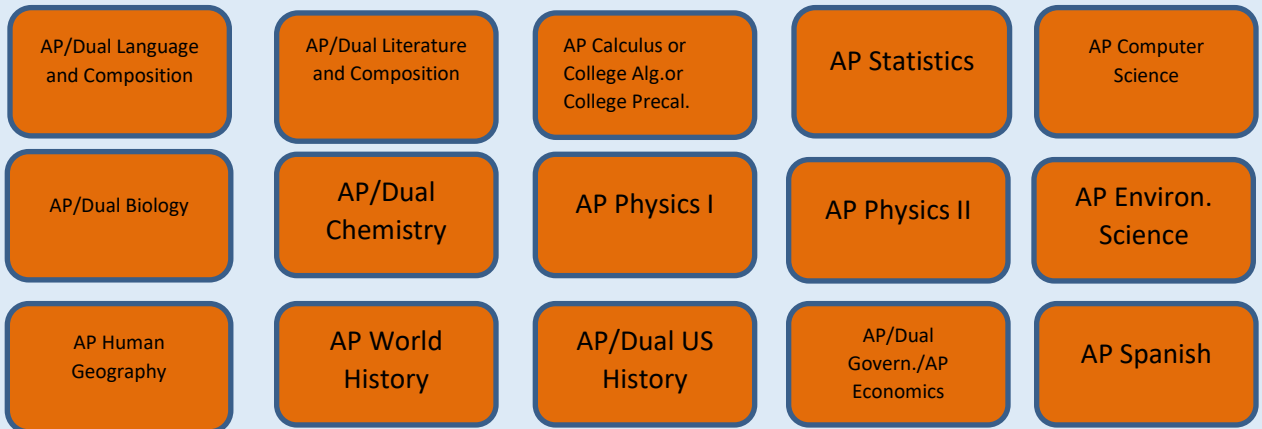 AP/Dual Language
and Composition
AP/Dual Literature
and Composition
AP Calculus or
College Alg.or
College Precal.
AP Statistics
AP Computer
Science
AP/Dual Biology
AP/Dual
Chemistry
AP Physics I
AP Physics II
AP Environ.
Science
AP Human
Geography
AP World
History
AP/Dual US
History
AP/Dual
Govern./AP
Economics
AP Spanish